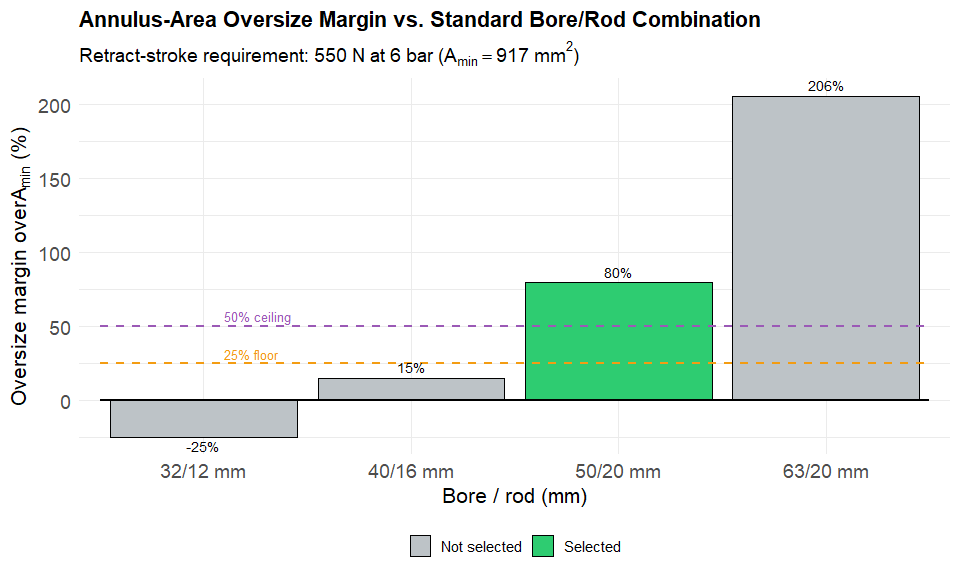 Annulus-Area Oversize Margin vs. Standard Bore/Rod Combination
Retract-stroke requirement: 550 N at 6 bar (Amin = 917 mm²)
Oversize margin overAmin (%)
200
150
100
50
0
206%
80%
50% ceiling
25% floor
15%
-25%
32/12 mm
40/16 mm
50/20 mm
63/20 mm
Bore / rod (mm)
Not selected
Selected